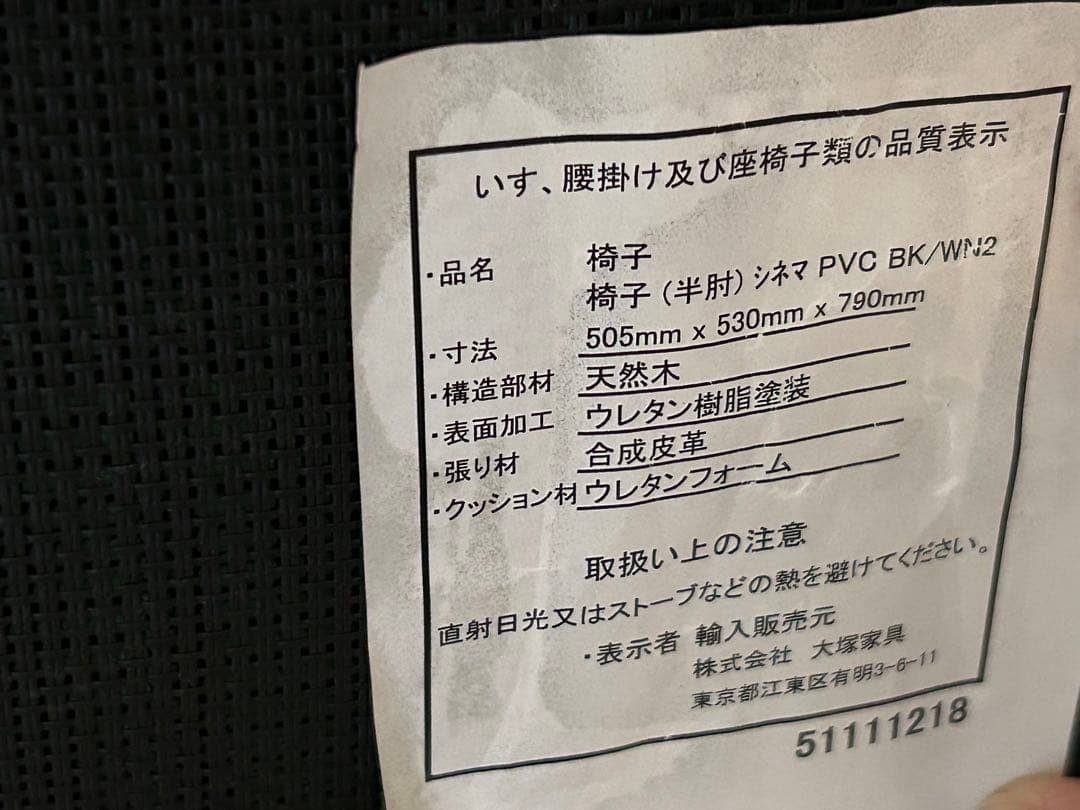 いす、腰掛け及び座椅子類の品質表示
・品名 椅子
椅子 (半肘) シネマ PVC BK/WN2
・寸法 505mm x 530mm x 790mm
・構造部材 天然木
・表面加工 ウレタン樹脂塗装
・張り材 合成皮革
・クッション材 ウレタンフォーム
取扱い上の注意
直射日光又はストーブなどの熱を避けてください。
・表示者 輸入販売元
株式会社 大塚家具
東京都江東区有明3-6-11
51111218